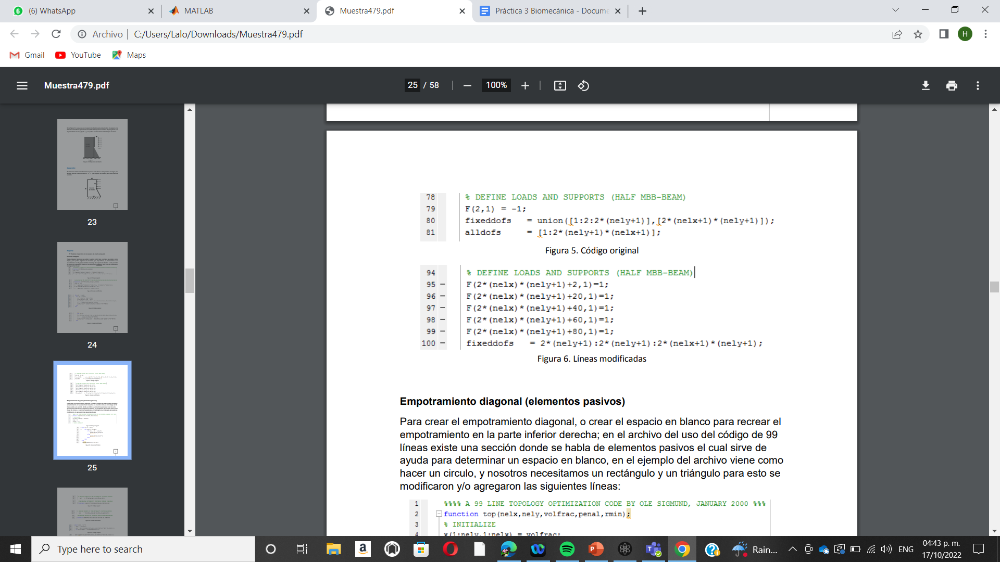 (6) WhatsApp
MATLAB
Muestra479.pdf
Práctica 3 Biomecánica - Docume
Archivo
C:/Users/Lalo/Downloads/Muestra479.pdf
H
Gmail
YouTube
Maps
Muestra479.pdf
25 / 58
100%
23
24
25
78 % DEFINE LOADS AND SUPPORTS (HALF MBB-BEAM)
79 F(2,1) = -1;
80 fixeddofs = union([1:2:2*(nely+1)],[2*(nelx+1)*(nely+1)]);
81 alldofs = [1:2*(nely+1)*(nelx+1)];
Figura 5. Código original
94 % DEFINE LOADS AND SUPPORTS (HALF MBB-BEAM)
95 – F(2*(nelx)*(nely+1)+2,1)=1;
96 – F(2*(nelx)*(nely+1)+20,1)=1;
97 – F(2*(nelx)*(nely+1)+40,1)=1;
98 – F(2*(nelx)*(nely+1)+60,1)=1;
99 – F(2*(nelx)*(nely+1)+80,1)=1;
100 – fixeddofs = 2*(nely+1):2*(nely+1):2*(nelx+1)*(nely+1);
Figura 6. Líneas modificadas
Empotramiento diagonal (elementos pasivos)
Para crear el empotramiento diagonal, o crear el espacio en blanco para recrear el
empotramiento en la parte inferior derecha; en el archivo del uso del código de 99
líneas existe una sección donde se habla de elementos pasivos el cual sirve de
ayuda para determinar un espacio en blanco, en el ejemplo del archivo viene como
hacer un circulo, y nosotros necesitamos un rectángulo y un triángulo para esto se
modificaron y/o agregaron las siguientes líneas:
1 %%%% A 99 LINE TOPOLOGY OPTIMIZATION CODE BY OLE SIGMUND, JANUARY 2000 %%%
2 function top(nelx,nely,volfrac,penal,rmin);
3 % INITIALIZE
4 x(1:nely,1:nelx) = volfrac;
Type here to search
Rain...
ENG
04:43 p. m.
17/10/2022